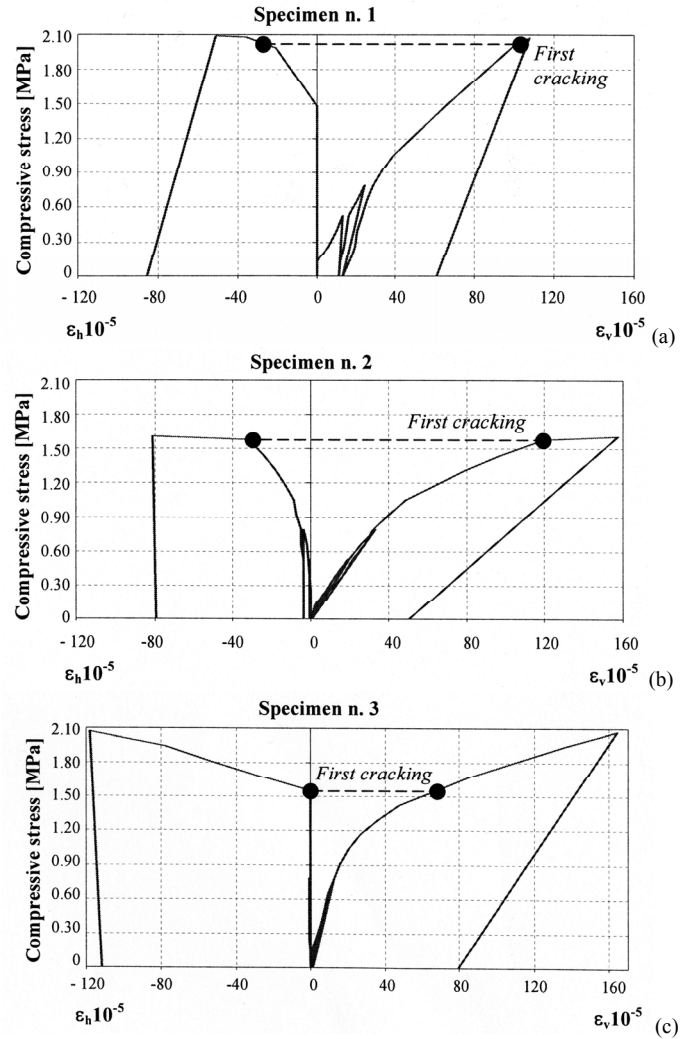 Specimen n. 1
Compressive stress [MPa]
2.10
1.80
1.50
1.20
0.90
0.60
0.30
0
First
cracking
- 120 -80 -40 0 40 80 120 160
εh10-5 εv10-5 (a)
Specimen n. 2
Compressive stress [MPa]
2.10
1.80
1.50
1.20
0.90
0.60
0.30
0
First cracking
- 120 -80 -40 0 40 80 120 160
εh10-5 εv10-5 (b)
Specimen n. 3
Compressive stress [MPa]
2.10
1.80
1.50
1.20
0.90
0.60
0.30
0
First cracking
-120 -80 -40 0 40 80 120 160
εh10-5 εv10-5 (c)